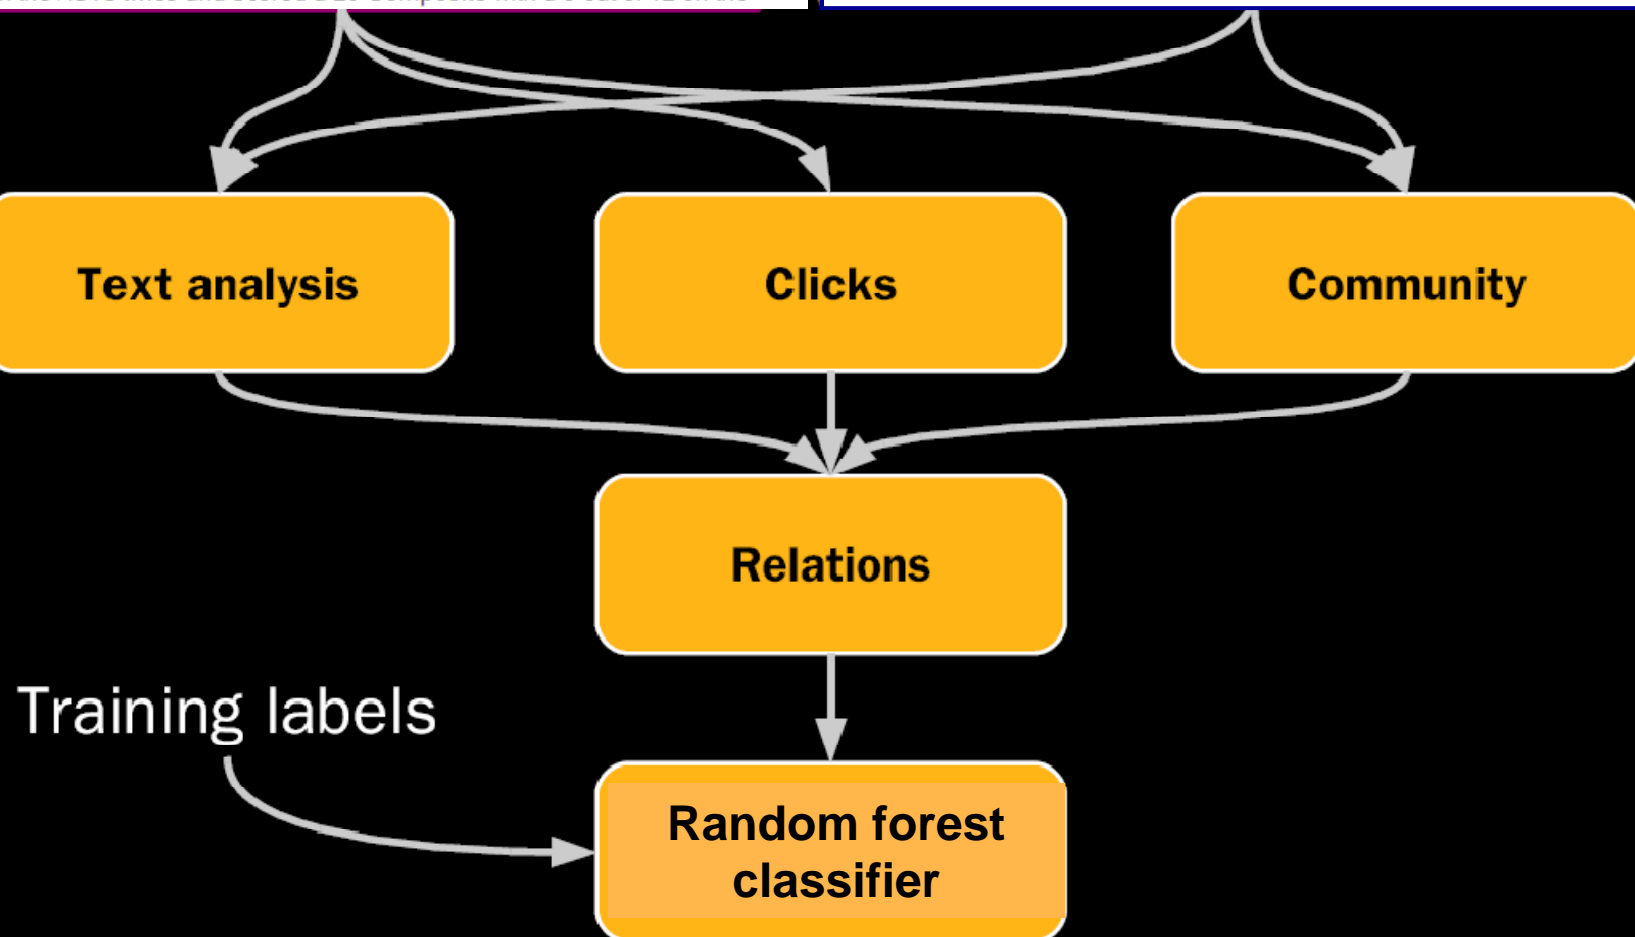 Text analysis
Clicks
Community
Relations
Training labels
Random forest
classifier